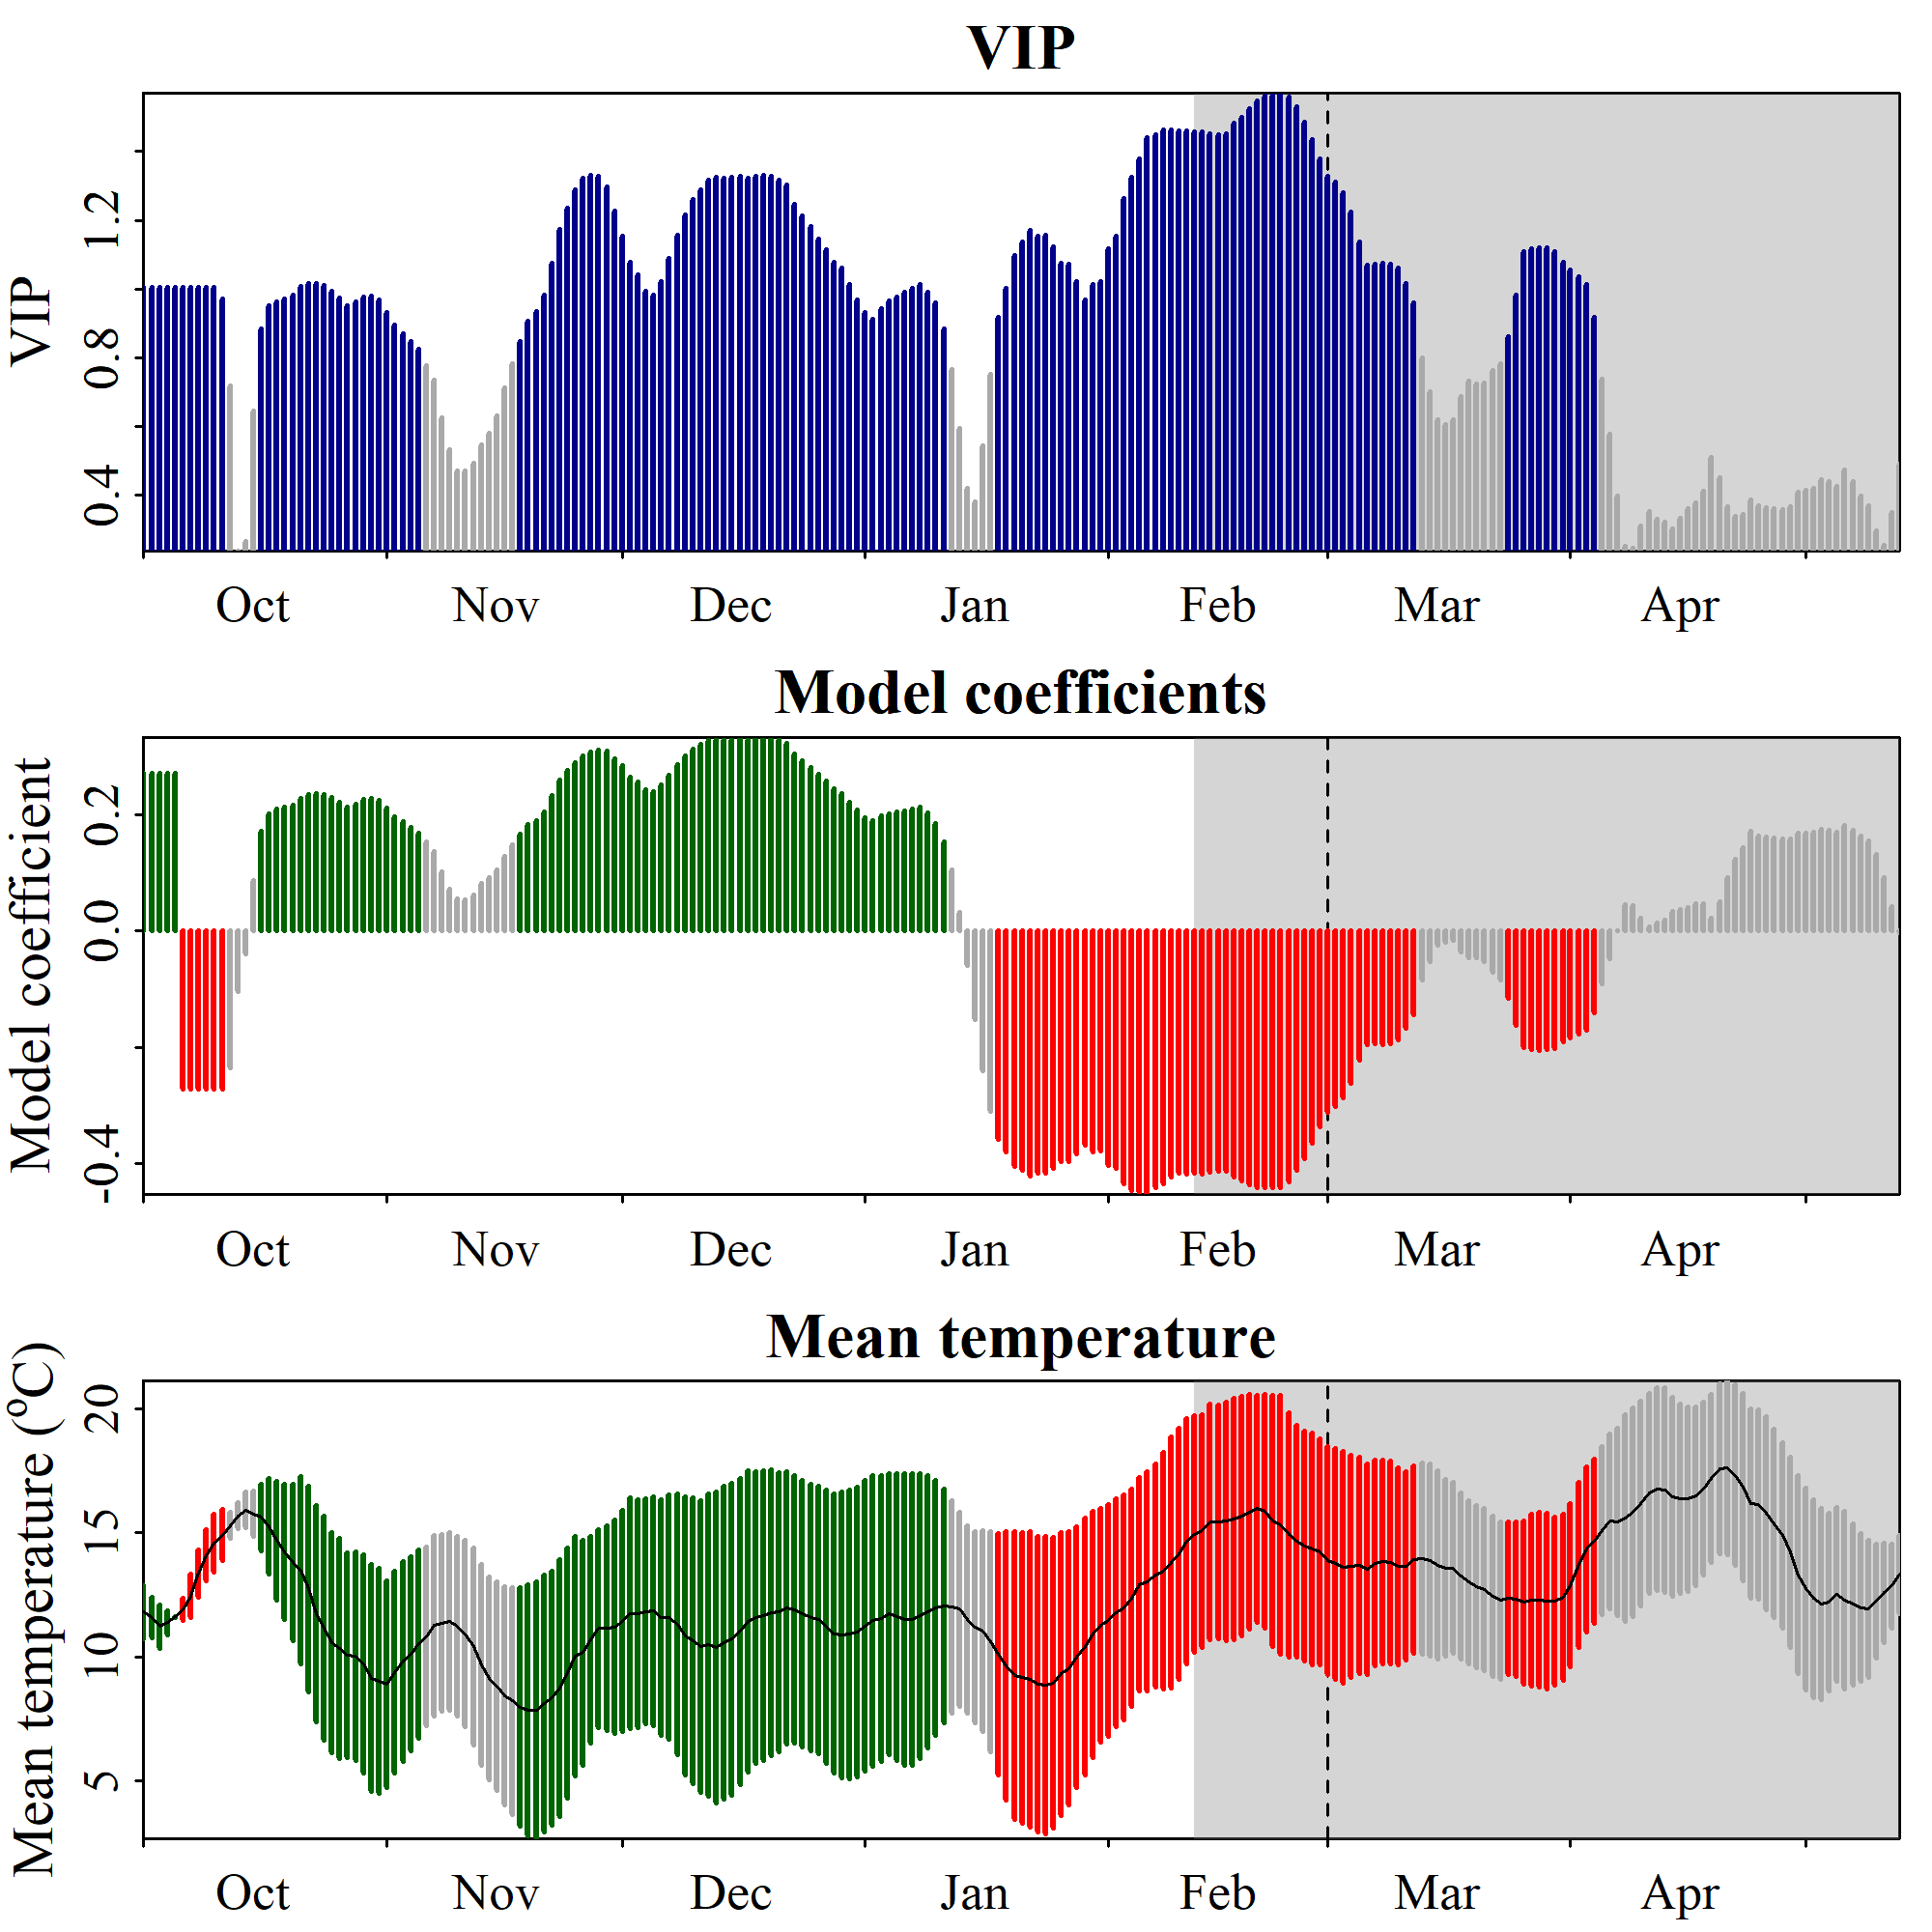 VIP
VIP
1.2
0.8
0.4
Oct Nov Dec Jan Feb Mar Apr
Model coefficients
Model coefficient
0.2
0.0
-0.4
Oct Nov Dec Jan Feb Mar Apr
Mean temperature
Mean temperature (ºC)
20
15
10
5
Oct Nov Dec Jan Feb Mar Apr